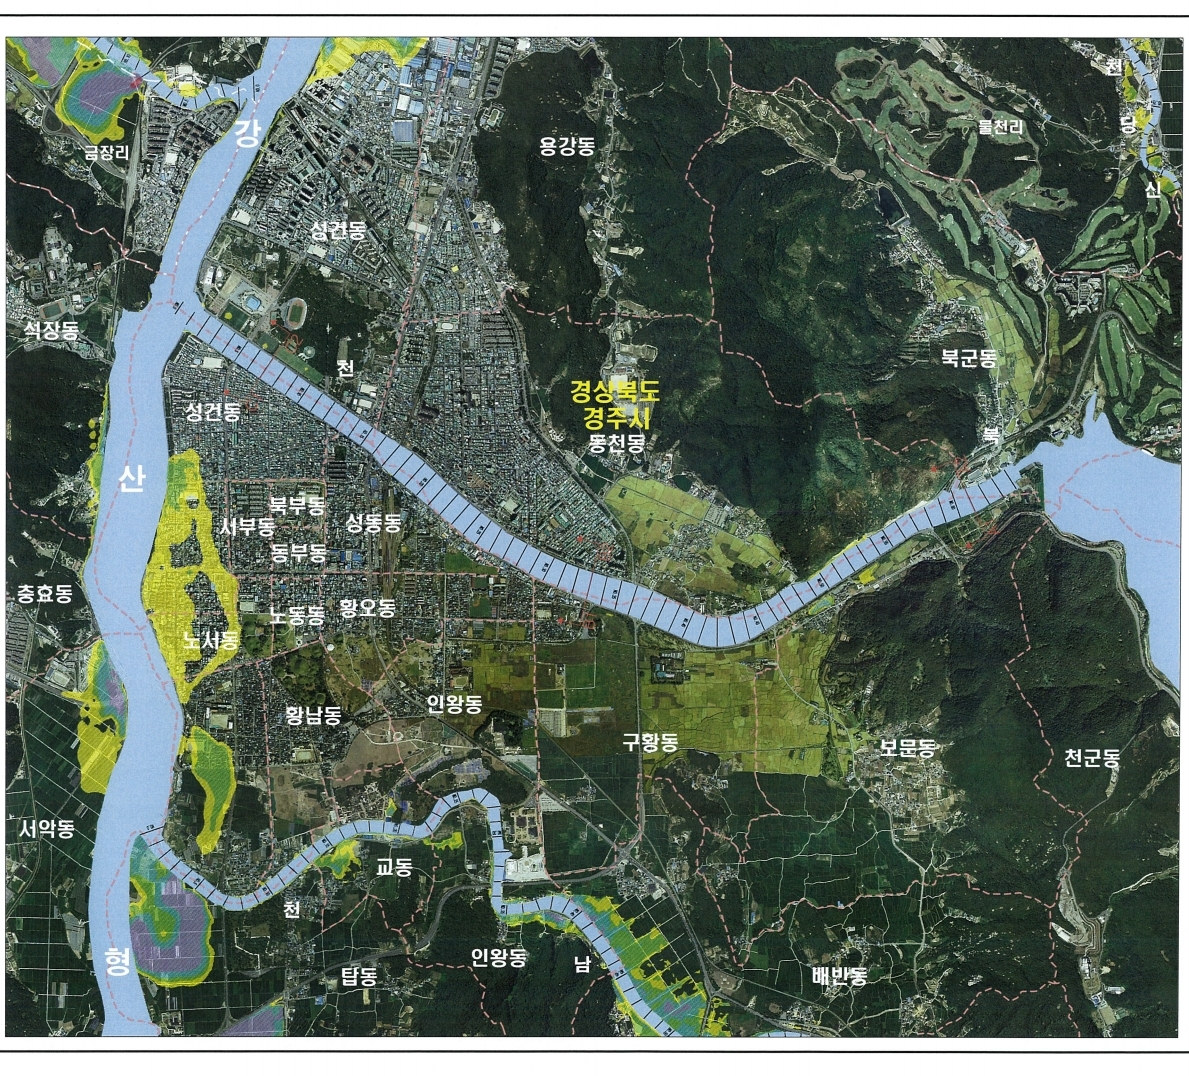 천
강
물천리
당
용강동
금장리
신
성건동
석장동
북군동
천
경상북도
경주시
성건동
북
동천동
산
북부동
성동동
서부동
동부동
충효동
황오동
노동동
노서동
인왕동
황남동
구황동
보문동
천군동
서악동
교동
천
인왕동
남
형
탑동
배반동